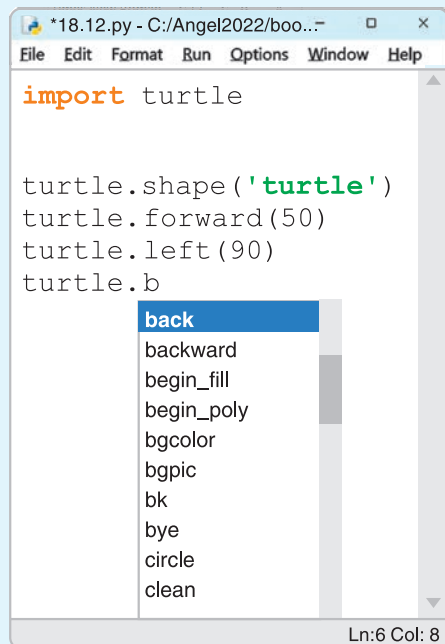 *18.12.py - C:/Angel2022/boo...
File Edit Format Run Options Window Help
import turtle
turtle.shape('turtle')
turtle.forward(50)
turtle.left(90)
turtle.b
back
backward
begin_fill
begin_poly
bgcolor
bgpic
bk
bye
circle
clean
Ln:6 Col: 8